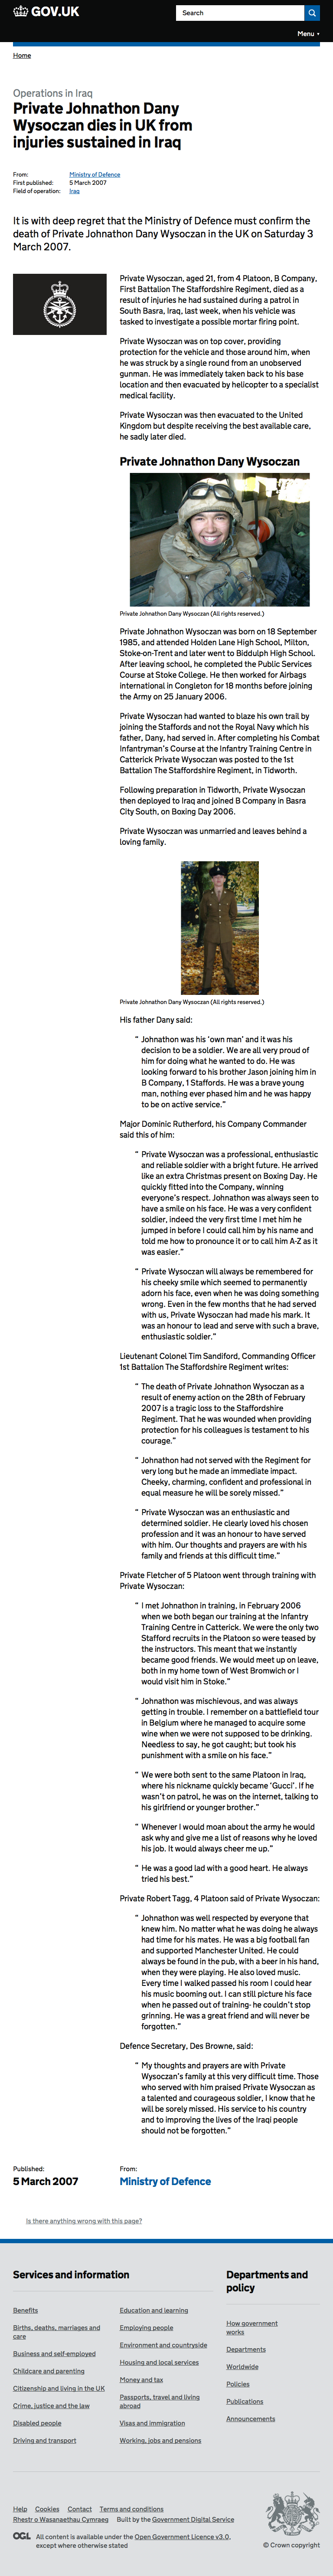 GOV.UK
Search
Menu
Home
Operations in Iraq
Private Johnathon Dany
Wysoczan dies in UK from
injuries sustained in Iraq
From: Ministry of Defence
First published: 5 March 2007
Field of operation: Iraq
It is with deep regret that the Ministry of Defence must confirm the
death of Private Johnathon Dany Wysoczan in the UK on Saturday 3
March 2007.
Private Wysoczan, aged 21, from 4 Platoon, B Company,
First Battalion The Staffordshire Regiment, died as a
result of injuries he had sustained during a patrol in
South Basra, Iraq, last week, when his vehicle was
tasked to investigate a possible mortar firing point.
Private Wysoczan was on top cover, providing
protection for the vehicle and those around him, when
he was struck by a single round from an unobserved
gunman. He was immediately taken back to his base
location and then evacuated by helicopter to a specialist
medical facility.
Private Wysoczan was then evacuated to the United
Kingdom but despite receiving the best available care,
he sadly later died.
Private Johnathon Dany Wysoczan
Private Johnathon Dany Wysoczan (All rights reserved.)
Private Johnathon Wysoczan was born on 18 September
1985, and attended Holden Lane High School, Milton,
Stoke-on-Trent and later went to Biddulph High School.
After leaving school, he completed the Public Services
Course at Stoke College. He then worked for Airbags
international in Congleton for 18 months before joining
the Army on 25 January 2006.
Private Wysoczan had wanted to blaze his own trail by
joining the Staffords and not the Royal Navy which his
father, Dany, had served in. After completing his Combat
Infantryman's Course at the Infantry Training Centre in
Catterick Private Wysoczan was posted to the 1st
Battalion The Staffordshire Regiment, in Tidworth.
Following preparation in Tidworth, Private Wysoczan
then deployed to Iraq and joined B Company in Basra
City South, on Boxing Day 2006.
Private Wysoczan was unmarried and leaves behind a
loving family.
Private Johnathon Dany Wysoczan (All rights reserved.)
His father Dany said:
“ Johnathon was his ‘own man’ and it was his
decision to be a soldier. We are all very proud of
him for doing what he wanted to do. He was
looking forward to his brother Jason joining him in
B Company, 1 Staffords. He was a brave young
man, nothing ever phased him and he was happy
to be on active service.”
Major Dominic Rutherford, his Company Commander
said this of him:
“ Private Wysoczan was a professional, enthusiastic
and reliable soldier with a bright future. He arrived
like an extra Christmas present on Boxing Day. He
quickly fitted into the Company, winning
everyone’s respect. Johnathon was always seen to
have a smile on his face. He was a very confident
soldier, indeed the very first time I met him he
jumped in before I could call him by his name and
told me how to pronounce it or to call him A-Z as it
was easier.”
“ Private Wysoczan will always be remembered for
his cheeky smile which seemed to permanently
adorn his face, even when he was doing something
wrong. Even in the few months that he had served
with us, Private Wysoczan had made his mark. It
was an honour to lead and serve with such a brave,
enthusiastic soldier.”
Lieutenant Colonel Tim Sandiford, Commanding Officer
1st Battalion The Staffordshire Regiment writes:
“ The death of Private Johnathon Wysoczan as a
result of enemy action on the 28th of February
2007 is a tragic loss to the Staffordshire
Regiment. That he was wounded when providing
protection for his colleagues is testament to his
courage.”
“ Johnathon had not served with the Regiment for
very long but he made an immediate impact.
Cheeky, charming, confident and professional in
equal measure he will be sorely missed.”
“ Private Wysoczan was an enthusiastic and
determined soldier. He clearly loved his chosen
profession and it was an honour to have served
with him. Our thoughts and prayers are with his
family and friends at this difficult time.”
Private Fletcher of 5 Platoon went through training with
Private Wysoczan:
“ I met Johnathon in training, in February 2006
when we both began our training at the Infantry
Training Centre in Catterick. We were the only two
Stafford recruits in the Platoon so were teased by
the instructors. This meant that we instantly
became good friends. We would meet up on leave,
both in my home town of West Bromwich or I
would visit him in Stoke.”
“ Johnathon was mischievous, and was always
getting in trouble. I remember on a battlefield tour
in Belgium where he managed to acquire some
wine when we were not supposed to be drinking.
Needless to say, he got caught; but took his
punishment with a smile on his face.”
“ We were both sent to the same Platoon in Iraq,
where his nickname quickly became ‘Gucci’. If he
wasn’t on patrol, he was on the internet, talking to
his girlfriend or younger brother.”
“ Whenever I would moan about the army he would
ask why and give me a list of reasons why he loved
his job. It would always cheer me up.”
“ He was a good lad with a good heart. He always
tried his best.”
Private Robert Tagg, 4 Platoon said of Private Wysoczan:
“ Johnathon was well respected by everyone that
knew him. No matter what he was doing he always
had time for his mates. He was a big football fan
and supported Manchester United. He could
always be found in the pub, with a beer in his hand,
when they were playing. He also loved music.
Every time I walked passed his room I could hear
his music booming out. I can still picture his face
when he passed out of training- he couldn’t stop
grinning. He was a great friend and will never be
forgotten.”
Defence Secretary, Des Browne, said:
“ My thoughts and prayers are with Private
Wysoczan’s family at this very difficult time. Those
who served with him praised Private Wysoczan as
a talented and courageous soldier, I know that he
will be sorely missed. His service to his country
and to improving the lives of the Iraqi people
should not be forgotten.”
Published: From:
5 March 2007 Ministry of Defence
Is there anything wrong with this page?
Services and information
Benefits
Births, deaths, marriages and
care
Business and self-employed
Childcare and parenting
Citizenship and living in the UK
Crime, justice and the law
Disabled people
Driving and transport
Education and learning
Employing people
Environment and countryside
Housing and local services
Money and tax
Passports, travel and living
abroad
Visas and immigration
Working, jobs and pensions
Departments and
policy
How government
works
Departments
Worldwide
Policies
Publications
Announcements
Help Cookies Contact Terms and conditions
Rhestr o Wasanaethau Cymraeg Built by the Government Digital Service
OGL All content is available under the Open Government Licence v3.0,
except where otherwise stated
© Crown copyright